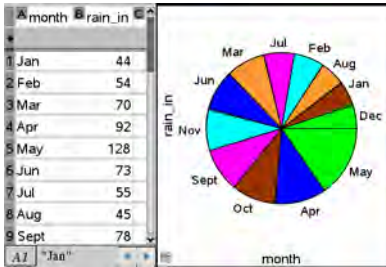 A month B rain_in C
1 Jan 44
2 Feb 54
3 Mar 70
4 Apr 92
5 May 128
6 Jun 73
7 Jul 55
8 Aug 45
9 Sept 78
A1 "Jan"
Jul
Feb
Mar
Aug
Jun
Jan
Dec
rain_in
Nov
May
Sept
Oct
Apr
month